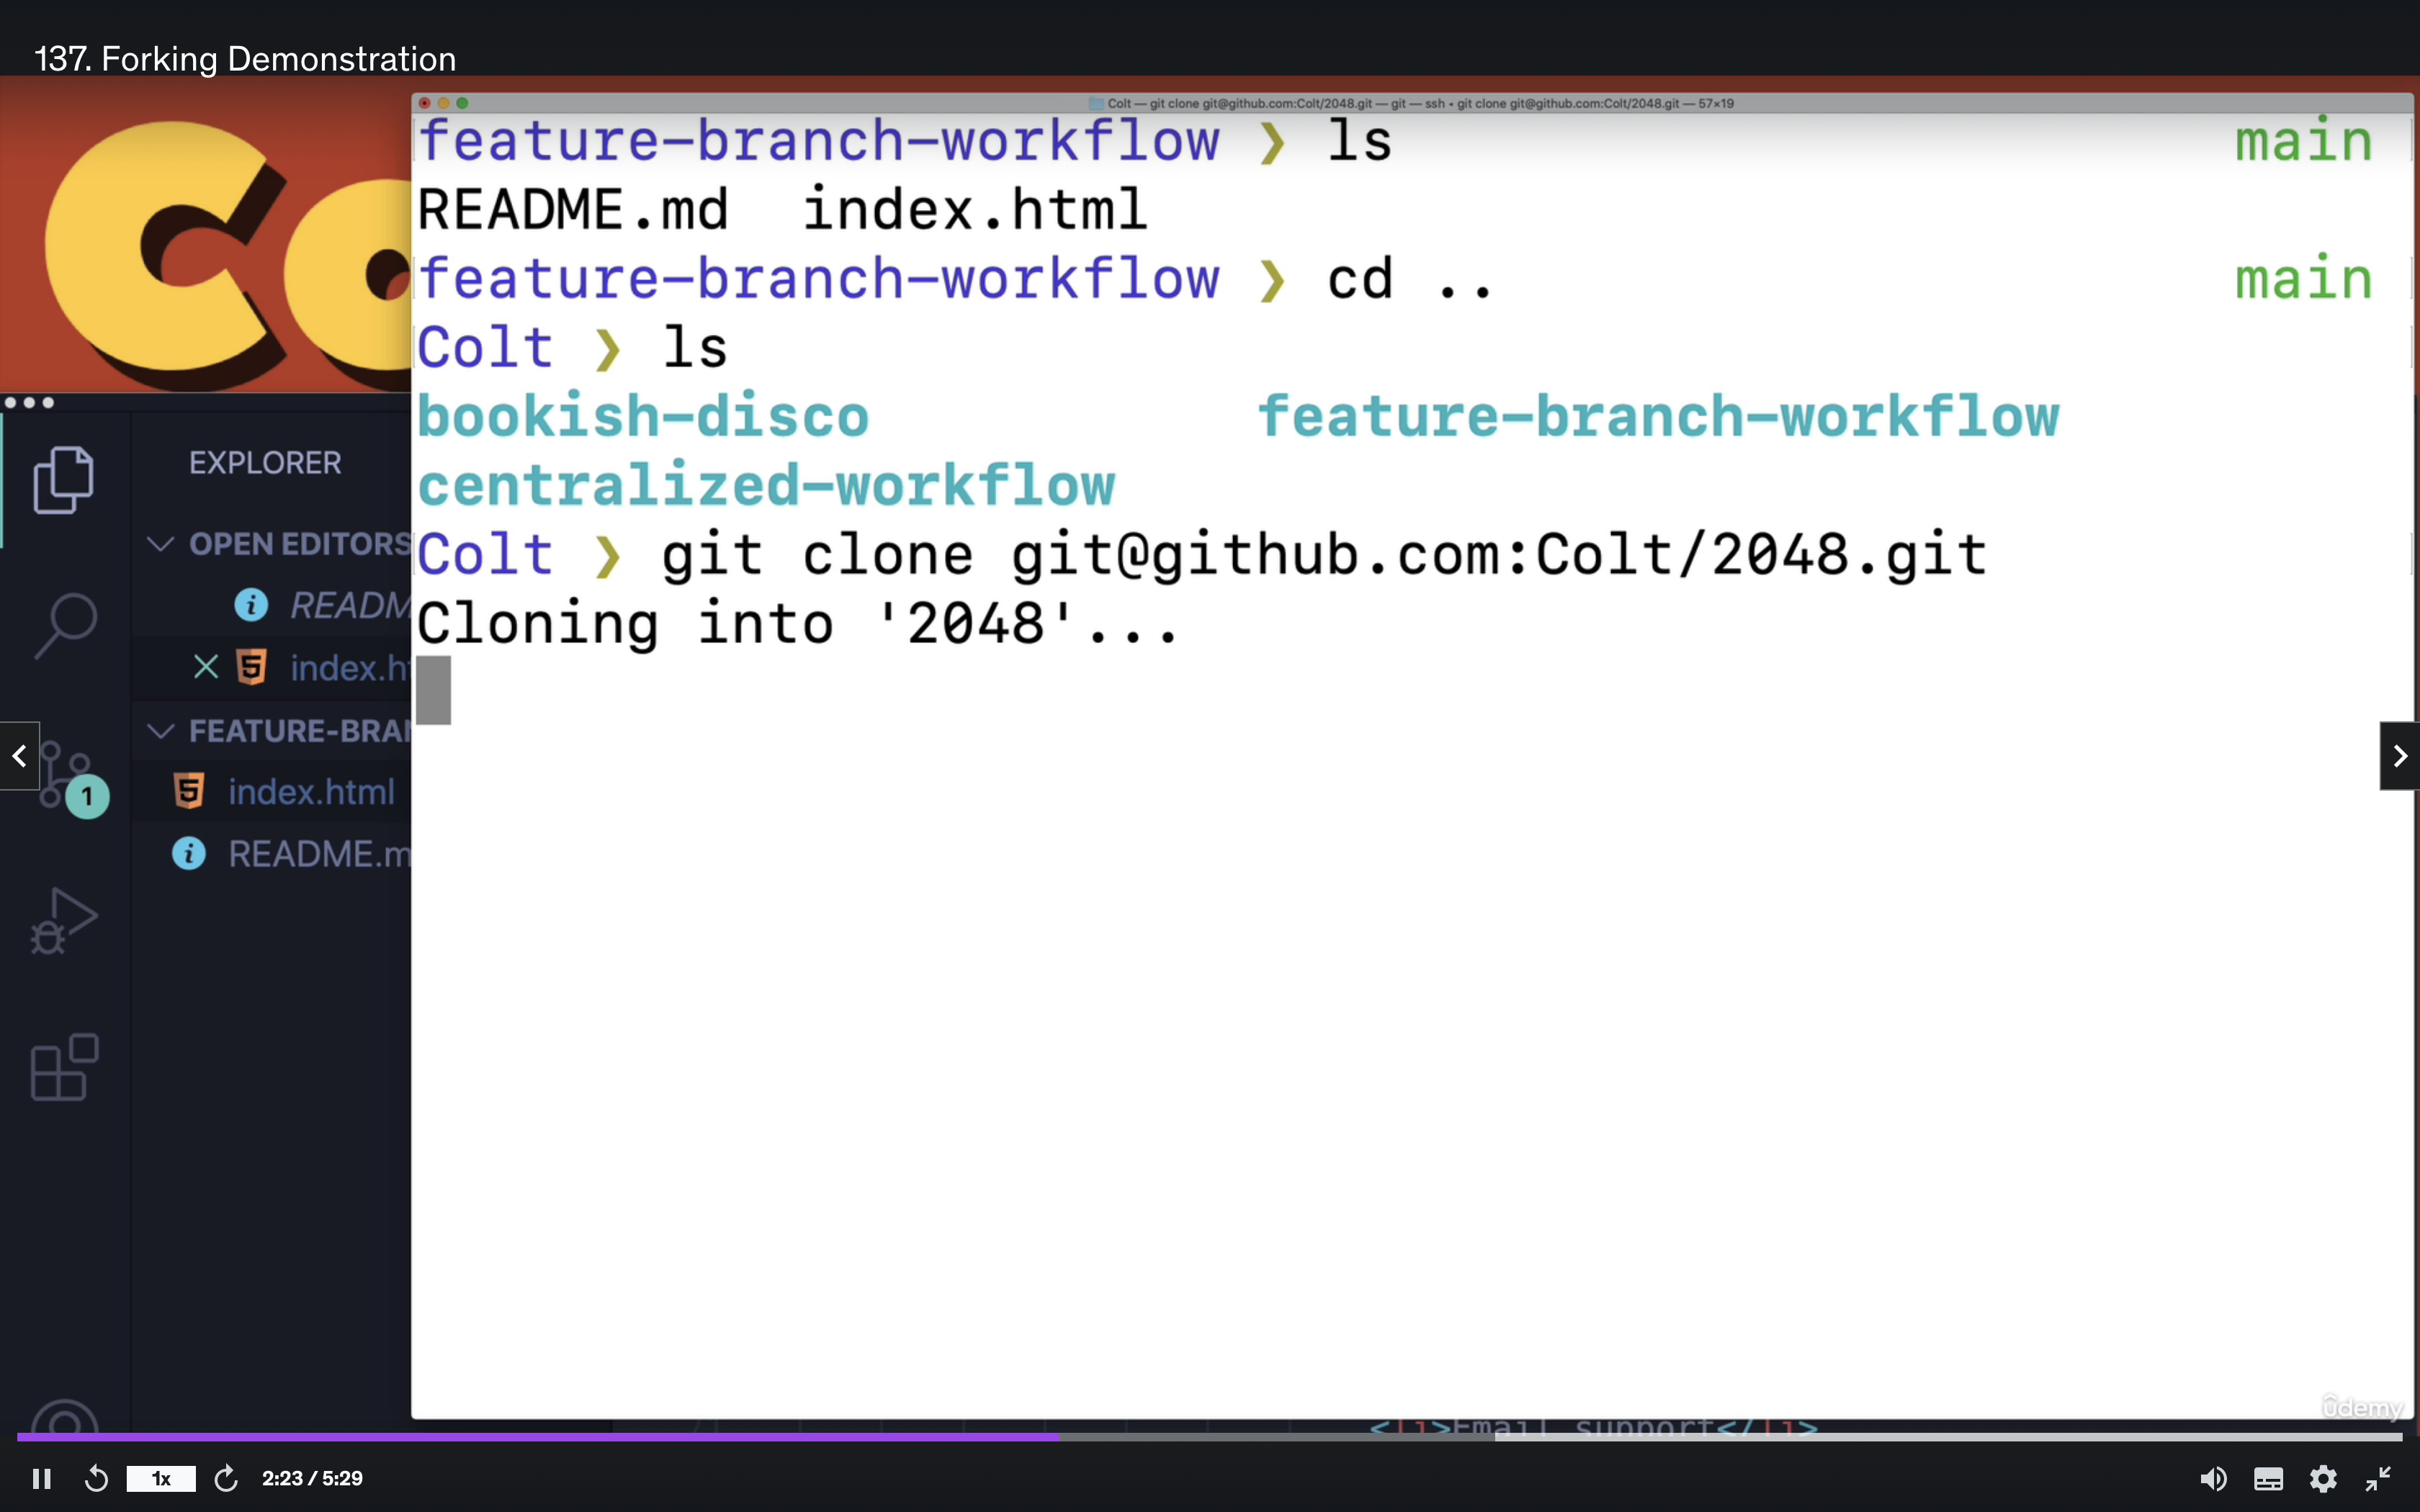 137. Forking Demonstration
Colt — git clone git@github.com:Colt/2048.git — git — ssh • git clone git@github.com:Colt/2048.git — 57×19
Co
feature-branch-workflow ❯ ls main
README.md index.html
feature-branch-workflow ❯ cd .. main
Colt ❯ ls
bookish-disco feature-branch-workflow
centralized-workflow
Colt ❯ git clone git@github.com:Colt/2048.git
Cloning into '2048'...
EXPLORER
OPEN EDITORS
READM
index.h
FEATURE-BRAN
index.html
README.m
1
<li>Email support</li>
ûdemy
1x
2:23 / 5:29